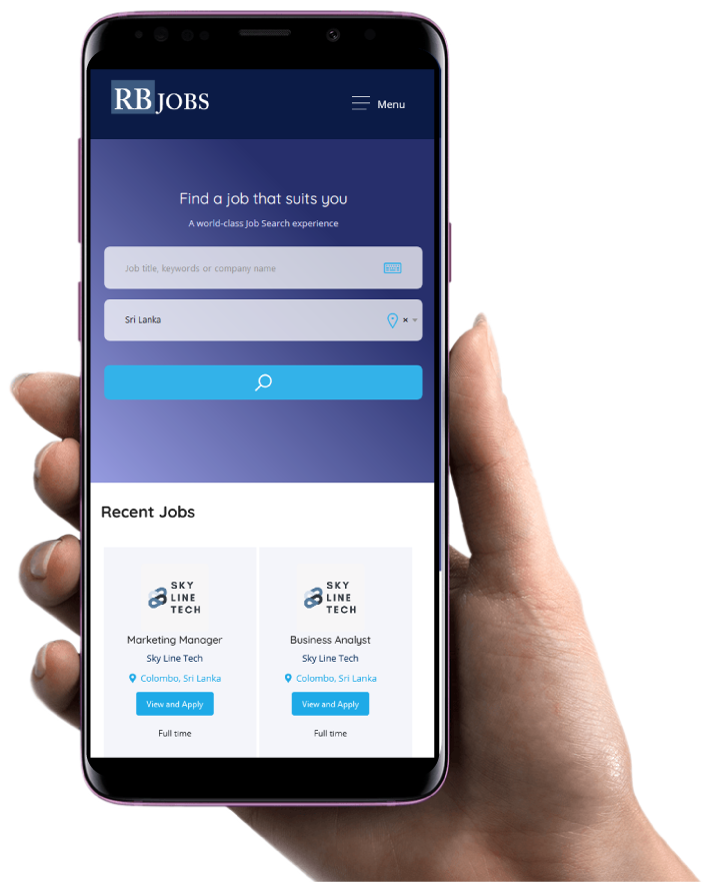 RB JOBS
Menu
Find a job that suits you
A world-class Job Search experience
Job title, keywords or company name
Sri Lanka
Recent Jobs
SKY
LINE
TECH
Marketing Manager
Sky Line Tech
Colombo, Sri Lanka
View and Apply
Full time
SKY
LINE
TECH
Business Analyst
Sky Line Tech
Colombo, Sri Lanka
View and Apply
Full time